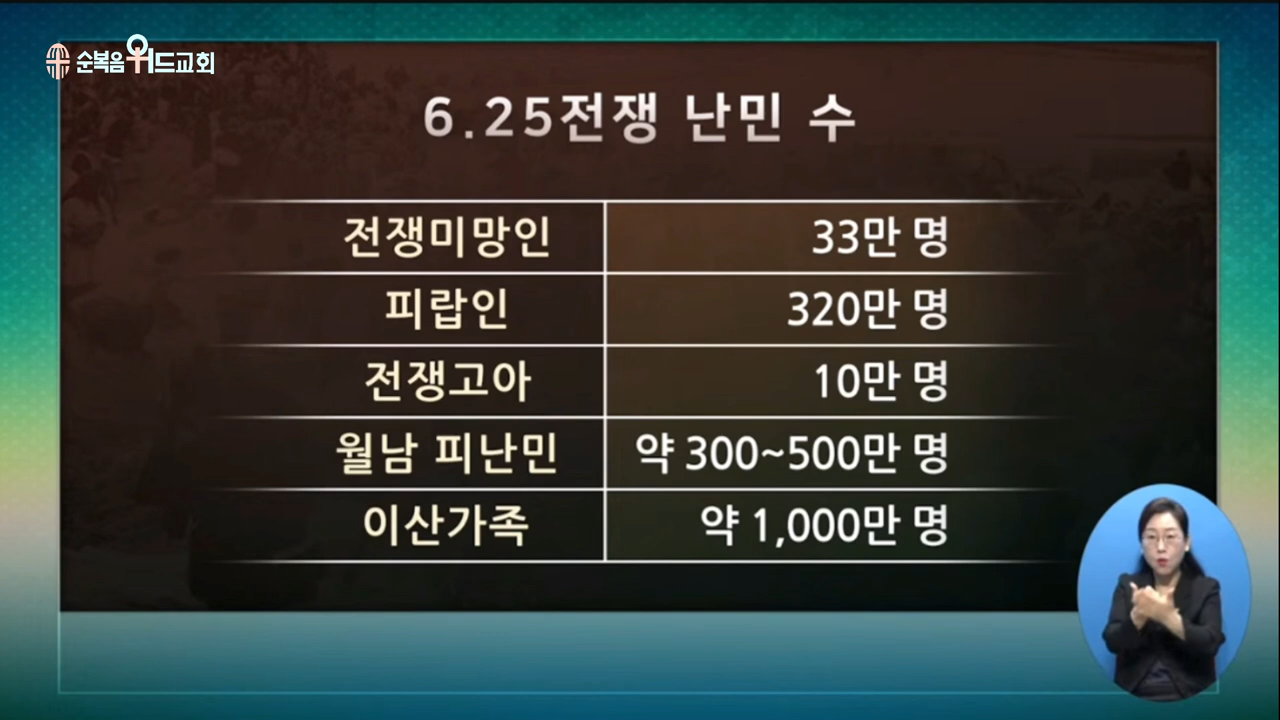 순복음위드교회
6.25전쟁 난민 수
전쟁미망인 33만 명
피랍인 320만 명
전쟁고아 10만 명
월남 피난민 약 300~500만 명
이산가족 약 1,000만 명